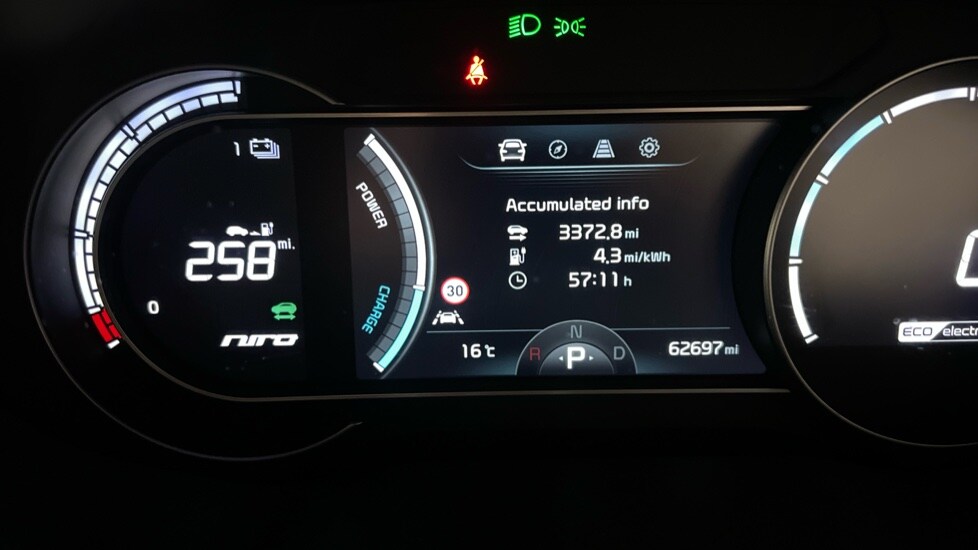 1
258 mi.
0
niro
POWER
CHARGE
Accumulated info
3372.8 mi
4.3 mi/kWh
57:11 h
30
16℃
N
R P D
62697 mi
ECO